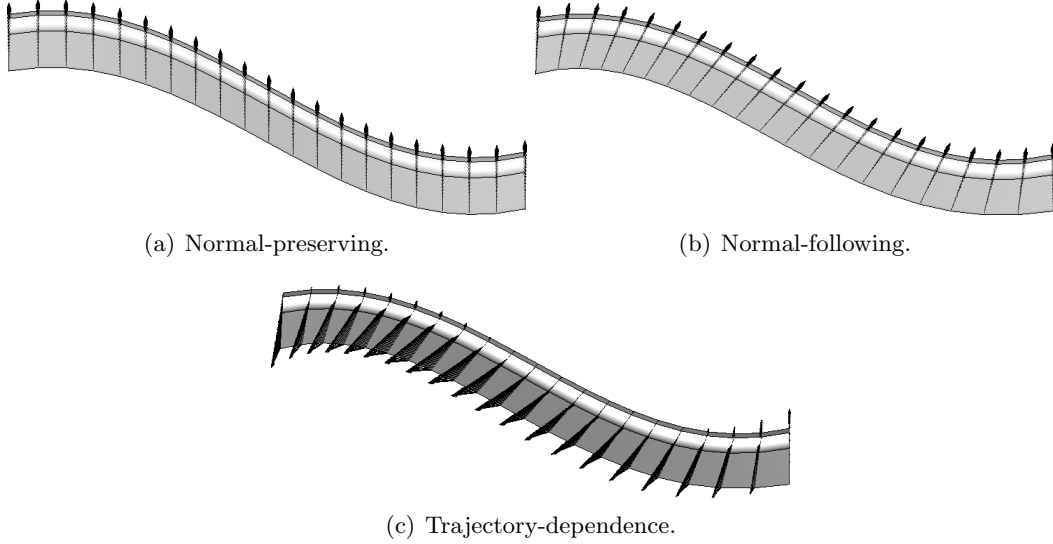 (a) Normal-preserving.
(b) Normal-following.
(c) Trajectory-dependence.